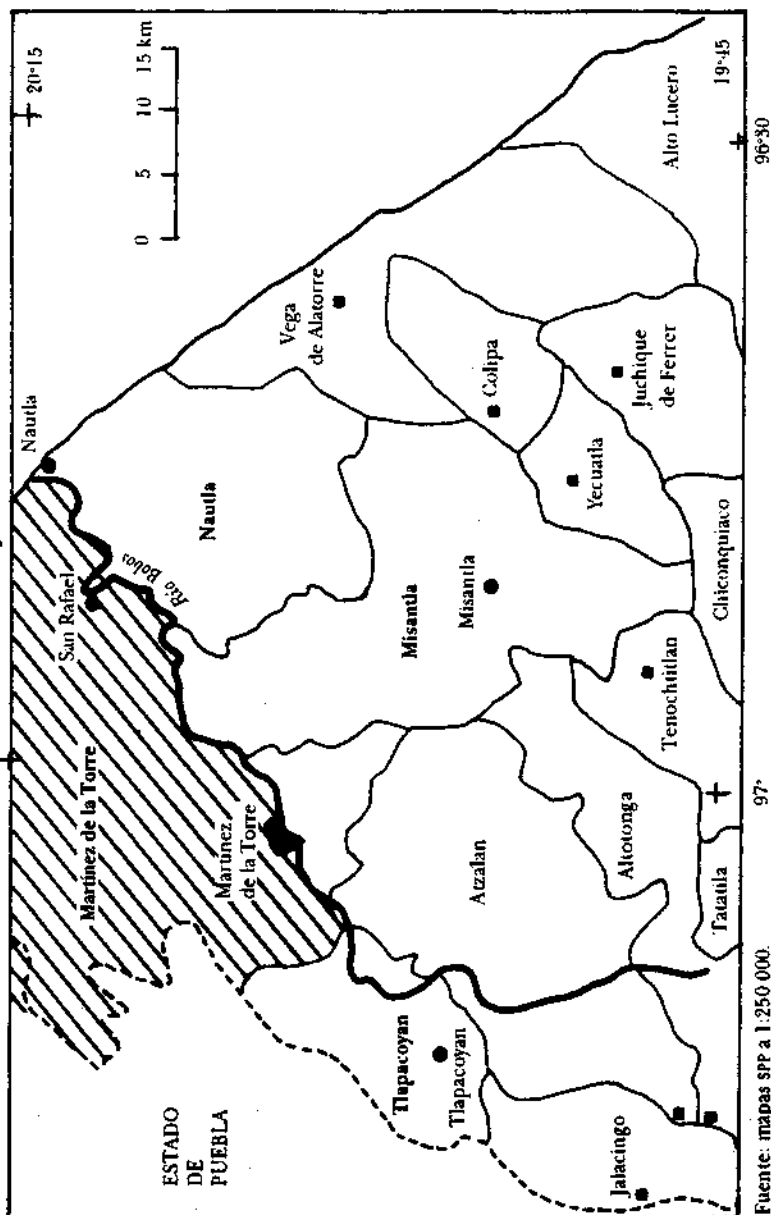 20°15
0 5 10 15 km
Nautla
San Rafael
Río Bobos
Martínez de la Torre
Nautla
Vega
de Alatorre
Martínez
de la Torre
ESTADO
DE
PUEBLA
Misantla
Misantla
Colipa
Tlapacoyan
Tlapacoyan
Atzalan
Yecuatla
Juchique
de Ferrer
Alto Lucero
Altotonga
Tenochtitlan
Chiconquiaco
Jalacingo
Tatatila
19°45
97°
96°30
Fuente: mapas SPP a 1:250 000.